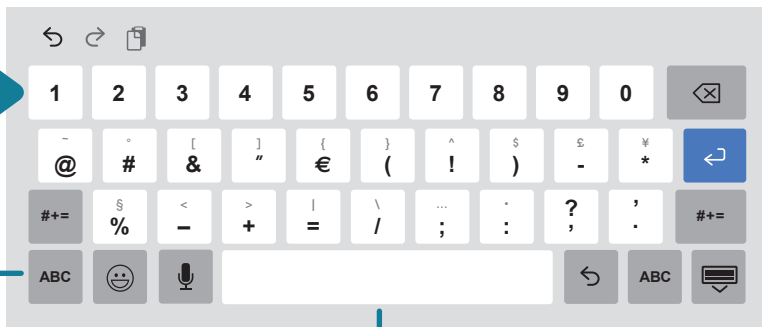 1 2 3 4 5 6 7 8 9 0
~ ° [ ] { } ^ $ £ ¥
@ # & " € ( ! ) - *
§ < > | \ … •
#+= % – + = / ; : ? , ' . #+=
ABC ABC